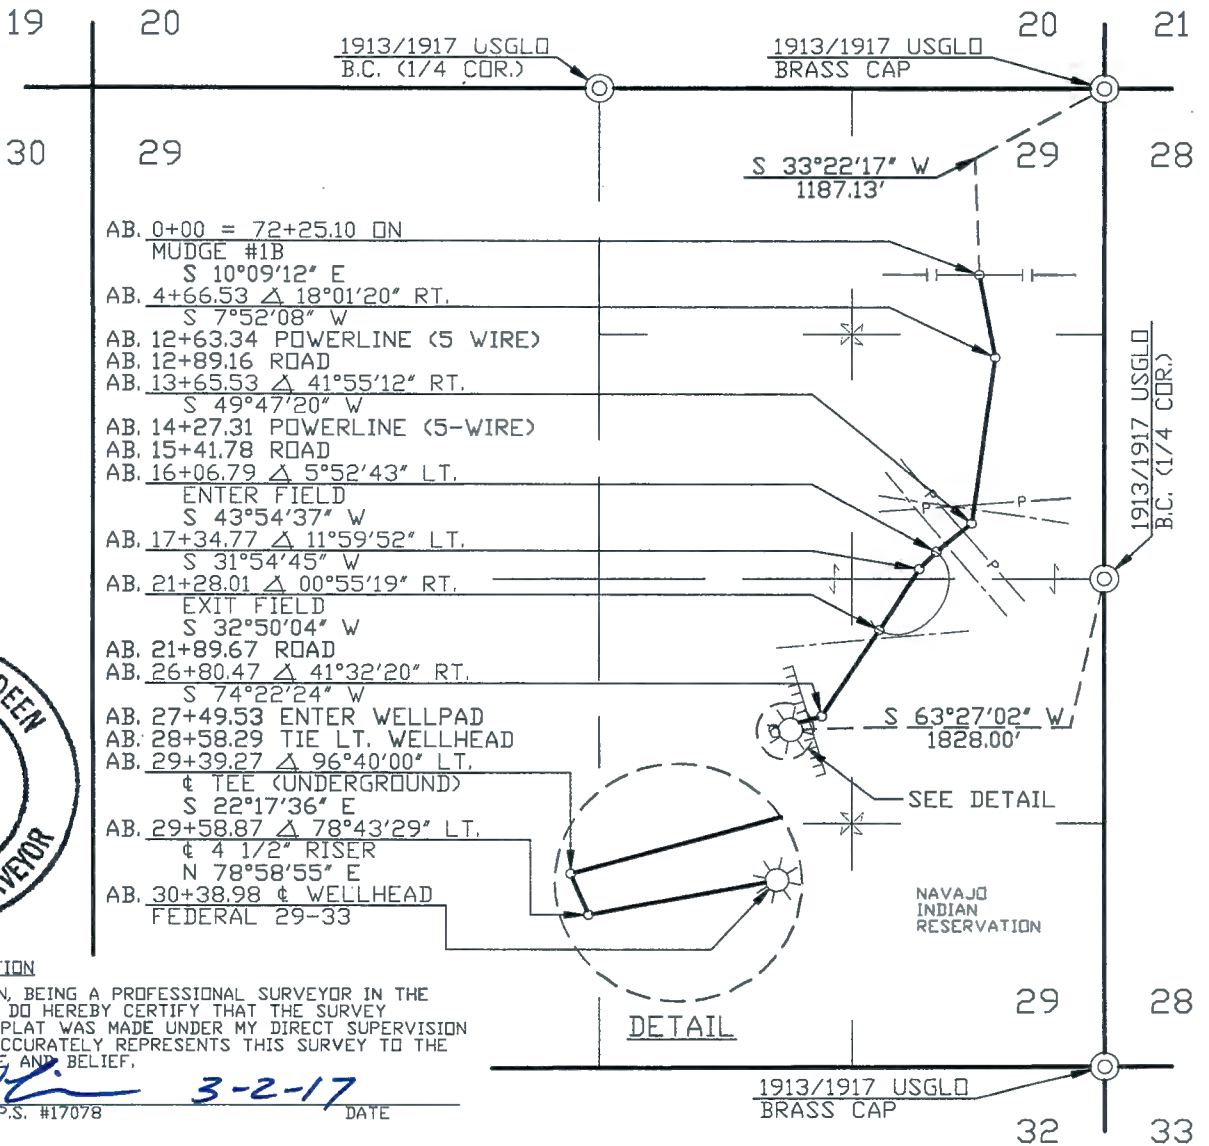 19 20 20 21
1913/1917 USGLO
B.C. (1/4 COR.)
1913/1917 USGLO
BRASS CAP
30 29 29 28
S 33°22'17" W
1187.13'
AB. 0+00 = 72+25.10 ON
MUDGE #1B
S 10°09'12" E
AB. 4+66.53 △ 18°01'20" RT.
S 7°52'08" W
AB. 12+63.34 POWERLINE (5 WIRE)
AB. 12+89.16 ROAD
AB. 13+65.53 △ 41°55'12" RT.
S 49°47'20" W
AB. 14+27.31 POWERLINE (5-WIRE)
AB. 15+41.78 ROAD
AB. 16+06.79 △ 5°52'43" LT.
ENTER FIELD
S 43°54'37" W
AB. 17+34.77 △ 11°59'52" LT.
S 31°54'45" W
AB. 21+28.01 △ 00°55'19" RT.
EXIT FIELD
S 32°50'04" W
AB. 21+89.67 ROAD
AB. 26+80.47 △ 41°32'20" RT.
S 74°22'24" W
AB. 27+49.53 ENTER WELLPAD
AB. 28+58.29 TIE LT. WELLHEAD
AB. 29+39.27 △ 96°40'00" LT.
℄ TEE (UNDERGROUND)
S 22°17'36" E
AB. 29+58.87 △ 78°43'29" LT.
℄ 4 1/2" RISER
N 78°58'55" E
AB. 30+38.98 ℄ WELLHEAD
FEDERAL 29-33
P
P
P
P
1913/1917 USGLO
B.C. (1/4 COR.)
S 63°27'02" W
1828.00'
SEE DETAIL
NAVAJO
INDIAN
RESERVATION
DETAIL
29 28
1913/1917 USGLO
BRASS CAP
32 33
DEEN
VEYOR
TION
N, BEING A PROFESSIONAL SURVEYOR IN THE
DO HEREBY CERTIFY THAT THE SURVEY
PLAT WAS MADE UNDER MY DIRECT SUPERVISION
CCURATELY REPRESENTS THIS SURVEY TO THE
E AND BELIEF.
3-2-17
P.S. #17078 DATE